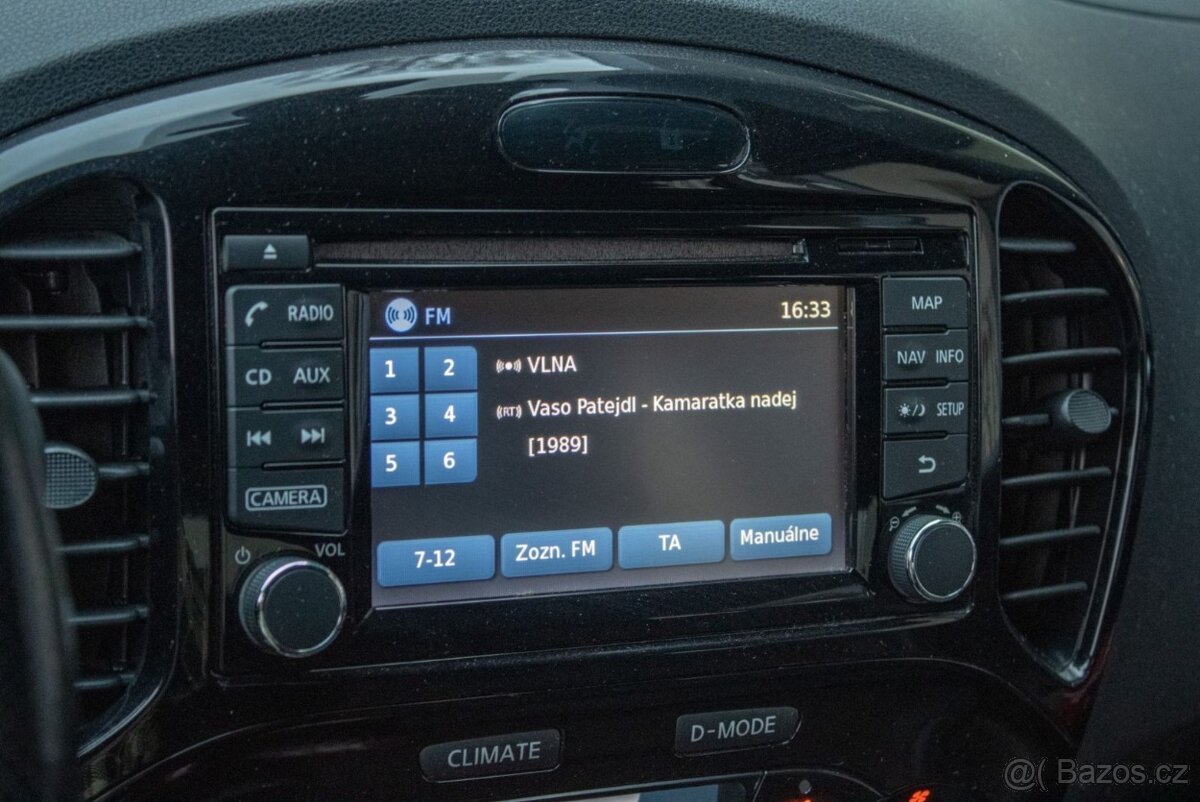 RADIO
CD AUX
CAMERA
VOL
FM 16:33
1 2
VLNA
3 4
(RT) Vaso Patejdl - Kamaratka nadej
[1989]
5 6
7-12 Zozn. FM TA Manuálne
MAP
NAV INFO
SETUP
CLIMATE
D-MODE
@( Bazos.cz